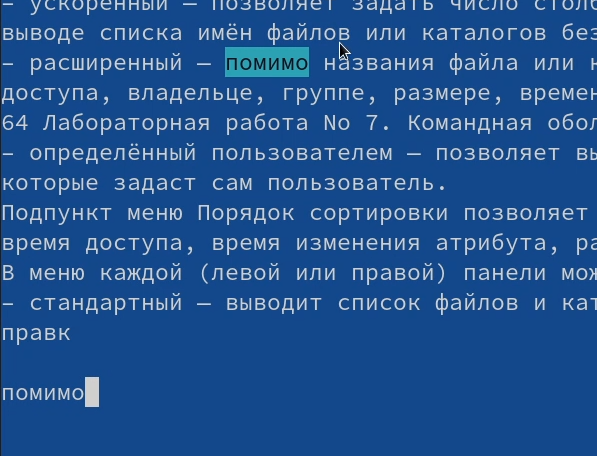 – ускоренный — позволяет задать число столб
выводе списка имён файлов или каталогов без
– расширенный — помимо названия файла или
доступа, владельце, группе, размере, времен
64 Лабораторная работа No 7. Командная обол
– определённый пользователем — позволяет вы
которые задаст сам пользователь.
Подпункт меню Порядок сортировки позволяет
время доступа, время изменения атрибута, ра
В меню каждой (левой или правой) панели мож
– стандартный — выводит список файлов и кат
правк
помимо